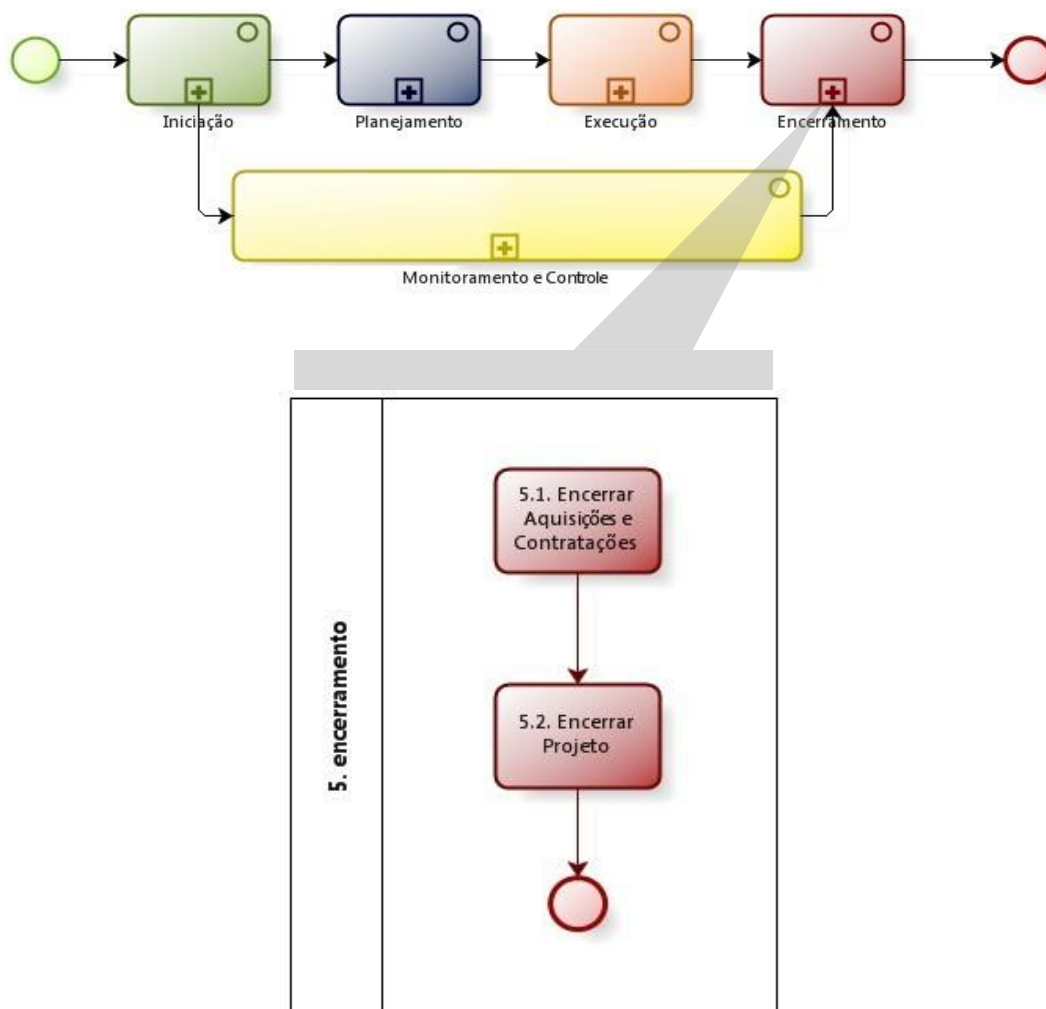 Iniciação
Planejamento
Execução
Encerramento
Monitoramento e Controle
5. encerramento
5.1. Encerrar
Aquisições e
Contratações
5.2. Encerrar
Projeto